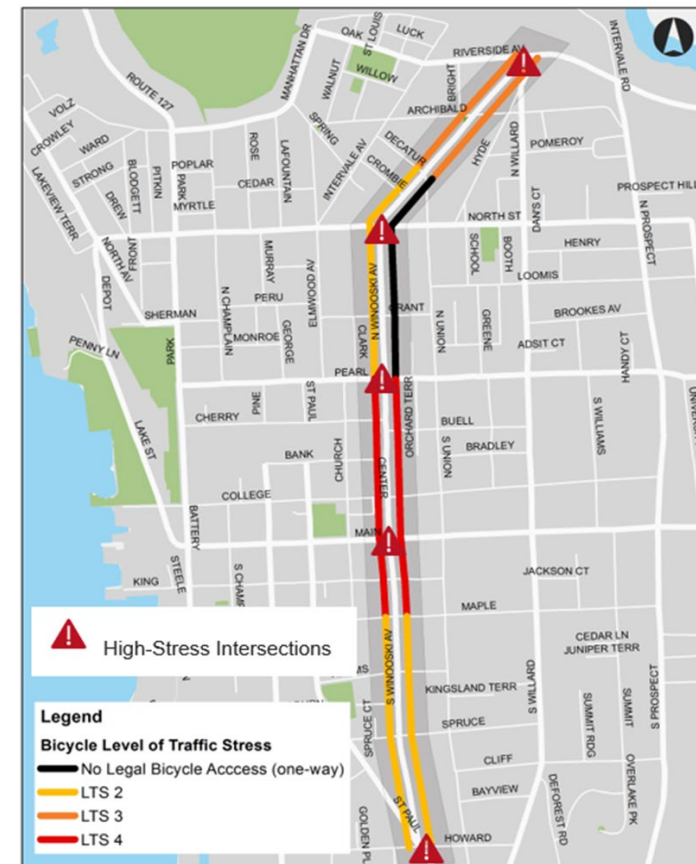 OAK
ST LOUIS
LUCK
RIVERSIDE AV
MANHATTAN DR
WALNUT
WILLOW
BRIGHT
INTERVALE RD
ROUTE 127
ARCHIBALD
VOLZ
SPRING
CROWLEY
WARD
INTERVALE AV
DECATUR
HYDE
N WILLARD
POMEROY
LAKEVIEW TERR
STRONG
BLODGETT
PITKIN
POPLAR
ROSE
LAFOUNTAIN
CROMBIE
PARK
CEDAR
DREW
MYRTLE
DAN'S CT
PROSPECT HILL
NORTH AV
FRONT
NORTH ST
N PROSPECT
MURRAY
SCHOOL
BOOTH
HENRY
DEPOT
ELMWOOD AV
N WINOOSKI AV
LOOMIS
N CHAMPLAIN
PERU
SHERMAN
GRANT
N UNION
GREENE
BROOKES AV
PENNY LN
PARK
MONROE
GEORGE
CLARK
ADSIT CT
HANDY CT
PEARL
LAKE ST
CHERRY
PINE
ST PAUL
CHURCH
ORCHARD TERR
BUELL
S WILLIAMS
S UNION
BRADLEY
BANK
CENTER
COLLEGE
BATTERY
MAIN
STEELE
KING
JACKSON CT
MAPLE
High-Stress Intersections
CEDAR LN
JUNIPER TERR
S WINOOSKI AV
S WILLARD
S PROSPECT
KINGSLAND TERR
SUMMIT RDG
SUMMIT
SPRUCE CT
SPRUCE
Legend
Bicycle Level of Traffic Stress
No Legal Bicycle Acccess (one-way)
LTS 2
LTS 3
LTS 4
CLIFF
BAYVIEW
DEFOREST RD
OVERLAKE PK
ST PAUL
HOWARD